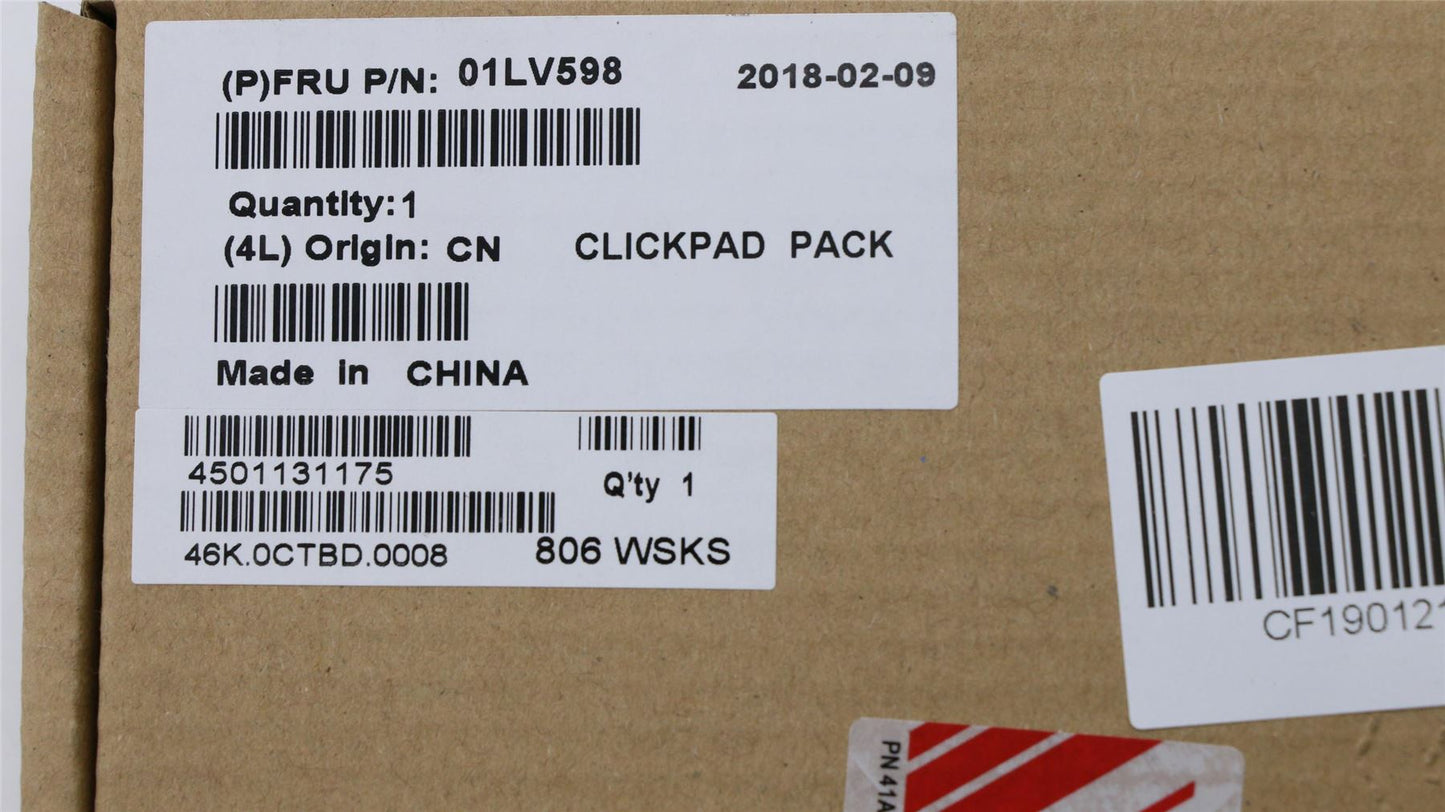 (P)FRU P/N: 01LV598 2018-02-09
Quantity:1
(4L) Origin: CN CLICKPAD PACK
Made in CHINA
4501131175 Q'ty 1
46K.0CTBD.0008 806 WSKS
CF190121
PN 41A